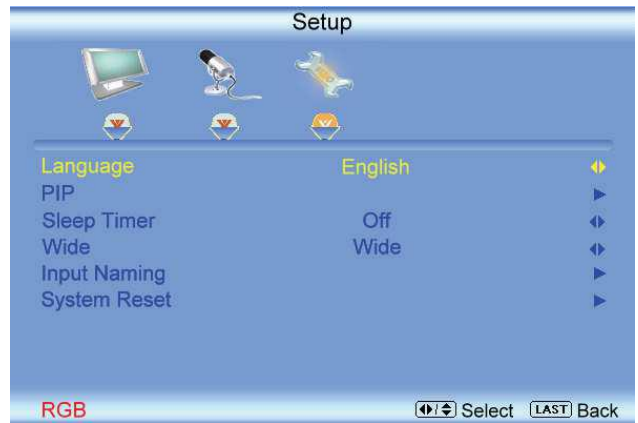 Setup
Language English
PIP
Sleep Timer Off
Wide Wide
Input Naming
System Reset
RGB Select LAST Back